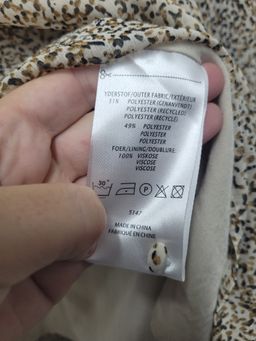 YDERSTOF/OUTER FABRIC/EXTÉRIEUR
51% POLYESTER (GENANVENDT)
POLYESTER (RECYCLED)
POLYESTER (RECYCLÉ)
49% POLYESTER
POLYESTER
POLYESTER
FOER/LINING/DOUBLURE:
100% VISKOSE
VISCOSE
VISCOSE
30°
P
5147
MADE IN CHINA
FABRIQUÉ EN CHINE